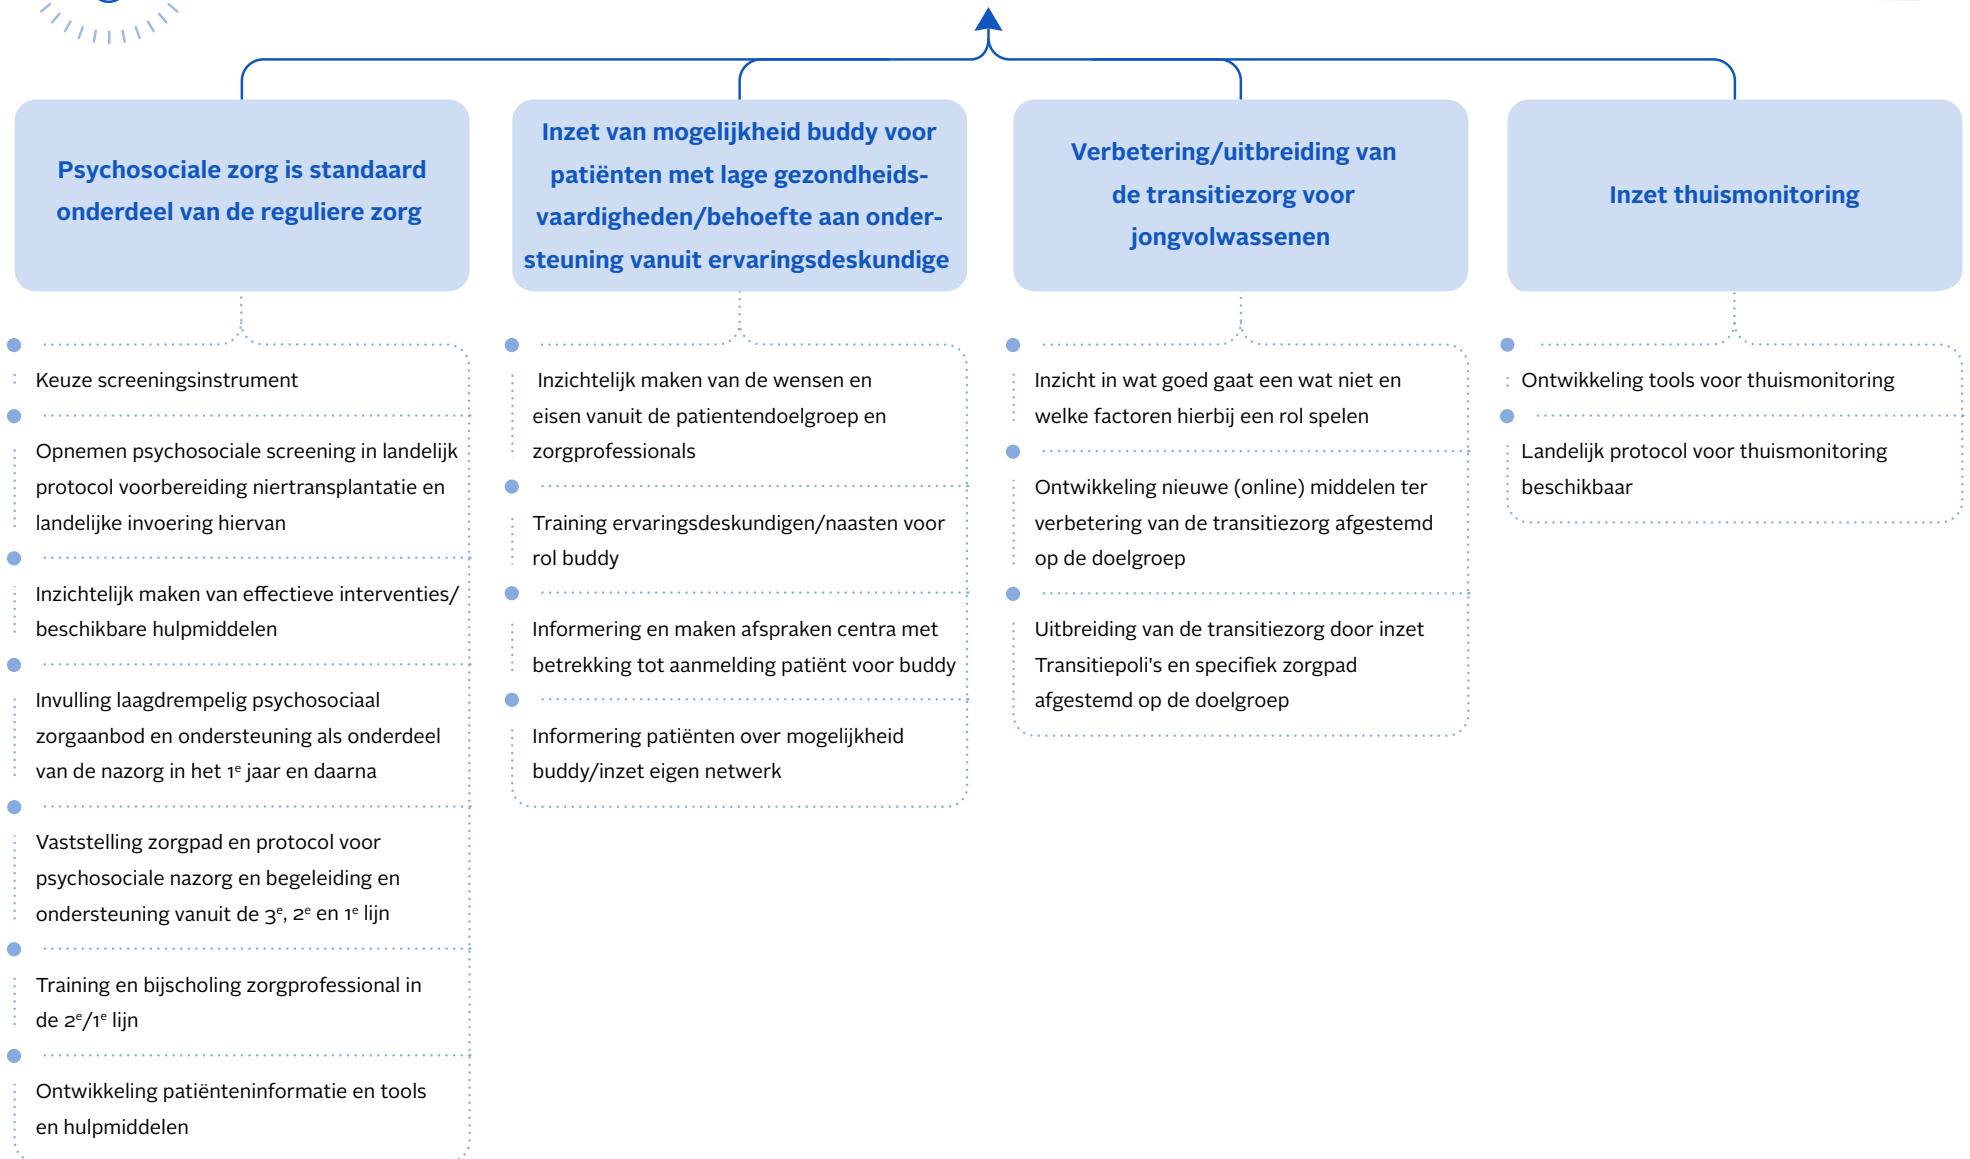 Psychosociale zorg is standaard
onderdeel van de reguliere zorg
Keuze screeningsinstrument
Opnemen psychosociale screening in landelijk
protocol voorbereiding niertransplantatie en
landelijke invoering hiervan
Inzichtelijk maken van effectieve interventies/
beschikbare hulpmiddelen
Invulling laagdrempelig psychosociaal
zorgaanbod en ondersteuning als onderdeel
van de nazorg in het 1ᵉ jaar en daarna
Vaststelling zorgpad en protocol voor
psychosociale nazorg en begeleiding en
ondersteuning vanuit de 3ᵉ, 2ᵉ en 1ᵉ lijn
Training en bijscholing zorgprofessional in
de 2ᵉ/1ᵉ lijn
Ontwikkeling patiënteninformatie en tools
en hulpmiddelen
Inzet van mogelijkheid buddy voor
patiënten met lage gezondheids-
vaardigheden/behoefte aan onder-
steuning vanuit ervaringsdeskundige
Inzichtelijk maken van de wensen en
eisen vanuit de patientendoelgroep en
zorgprofessionals
Training ervaringsdeskundigen/naasten voor
rol buddy
Informering en maken afspraken centra met
betrekking tot aanmelding patiënt voor buddy
Informering patiënten over mogelijkheid
buddy/inzet eigen netwerk
Verbetering/uitbreiding van
de transitiezorg voor
jongvolwassenen
Inzicht in wat goed gaat een wat niet en
welke factoren hierbij een rol spelen
Ontwikkeling nieuwe (online) middelen ter
verbetering van de transitiezorg afgestemd
op de doelgroep
Uitbreiding van de transitiezorg door inzet
Transitiepoli's en specifiek zorgpad
afgestemd op de doelgroep
Inzet thuismonitoring
Ontwikkeling tools voor thuismonitoring
Landelijk protocol voor thuismonitoring
beschikbaar